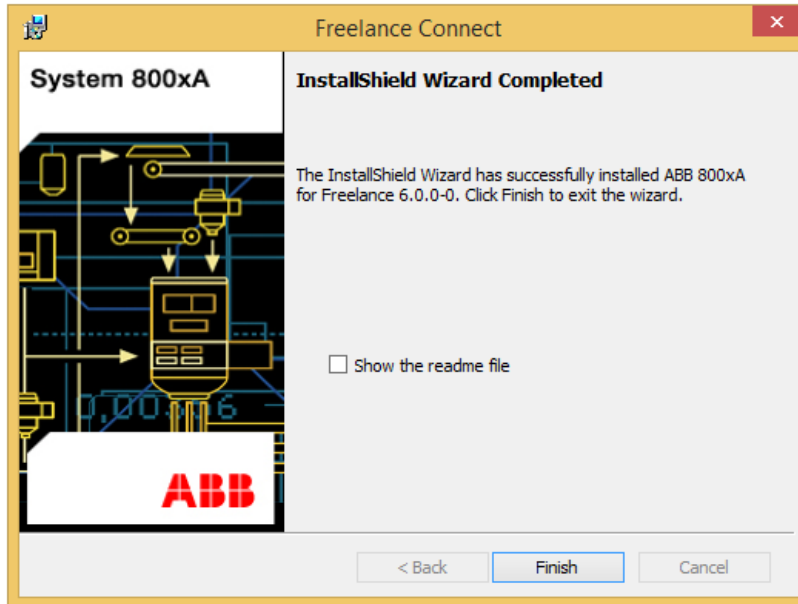 Freelance Connect
System 800xA
InstallShield Wizard Completed
The InstallShield Wizard has successfully installed ABB 800xA
for Freelance 6.0.0-0. Click Finish to exit the wizard.
Show the readme file
ABB
< Back
Finish
Cancel